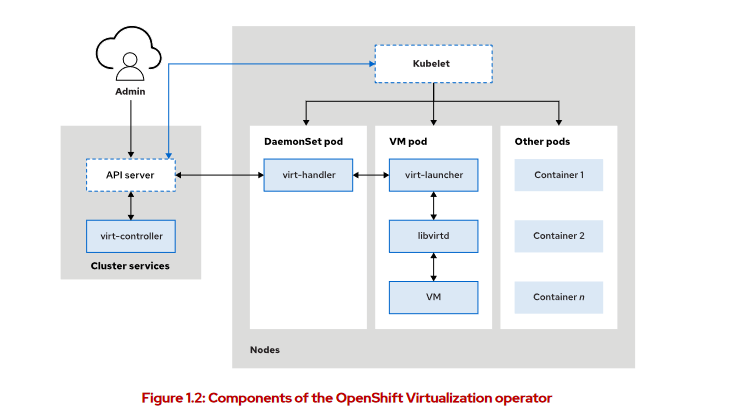 Admin
Kubelet
DaemonSet pod
VM pod
Other pods
API server
virt-handler
virt-launcher
Container 1
virt-controller
libvirtd
Container 2
Cluster services
VM
Container n
Nodes
Figure 1.2: Components of the OpenShift Virtualization operator